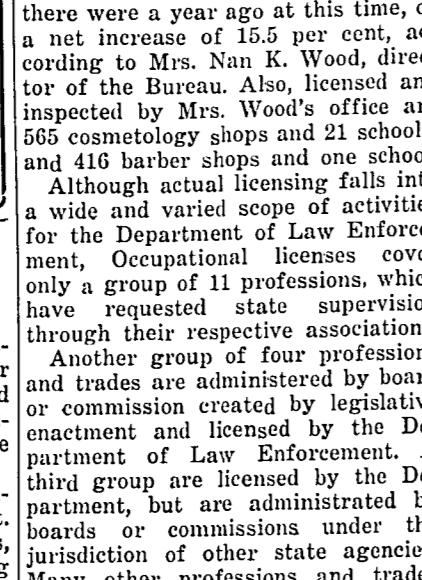 there were a year ago at this time, o
a net increase of 15.5 per cent, ac
cording to Mrs. Nan K. Wood, direc
tor of the Bureau. Also, licensed an
inspected by Mrs. Wood's office ar
565 cosmetology shops and 21 school
and 416 barber shops and one schoo
Although actual licensing falls int
a wide and varied scope of activitie
for the Department of Law Enforce
ment, Occupational licenses cove
only a group of 11 professions, whic
have requested state supervisio
through their respective association
Another group of four profession
and trades are administered by boar
or commission created by legislativ
enactment and licensed by the De
partment of Law Enforcement.
third group are licensed by the De
partment, but are administrated b
boards or commissions under th
jurisdiction of other state agencie
Many other professions and trade